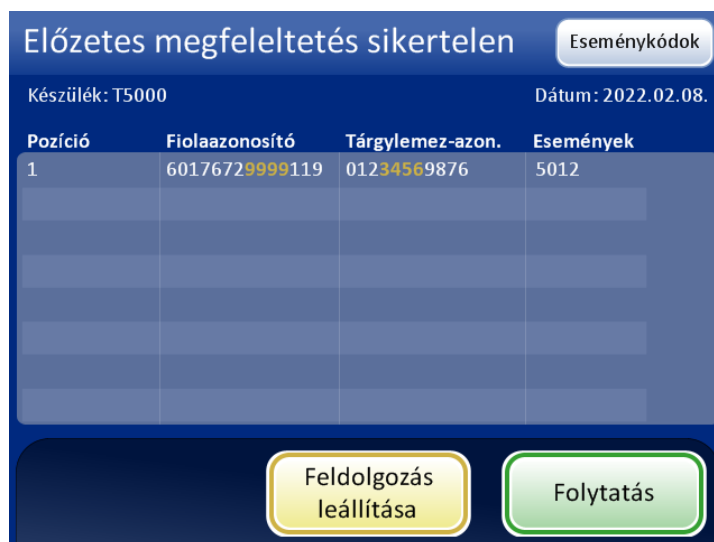 Előzetes megfeleltetés sikertelen
Eseménykódok
Készülék: T5000
Dátum: 2022.02.08.
Pozíció Fiolaazonosító Tárgylemez-azon. Események
1 60176729999119 01234569876 5012
Feldolgozás
leállítása
Folytatás